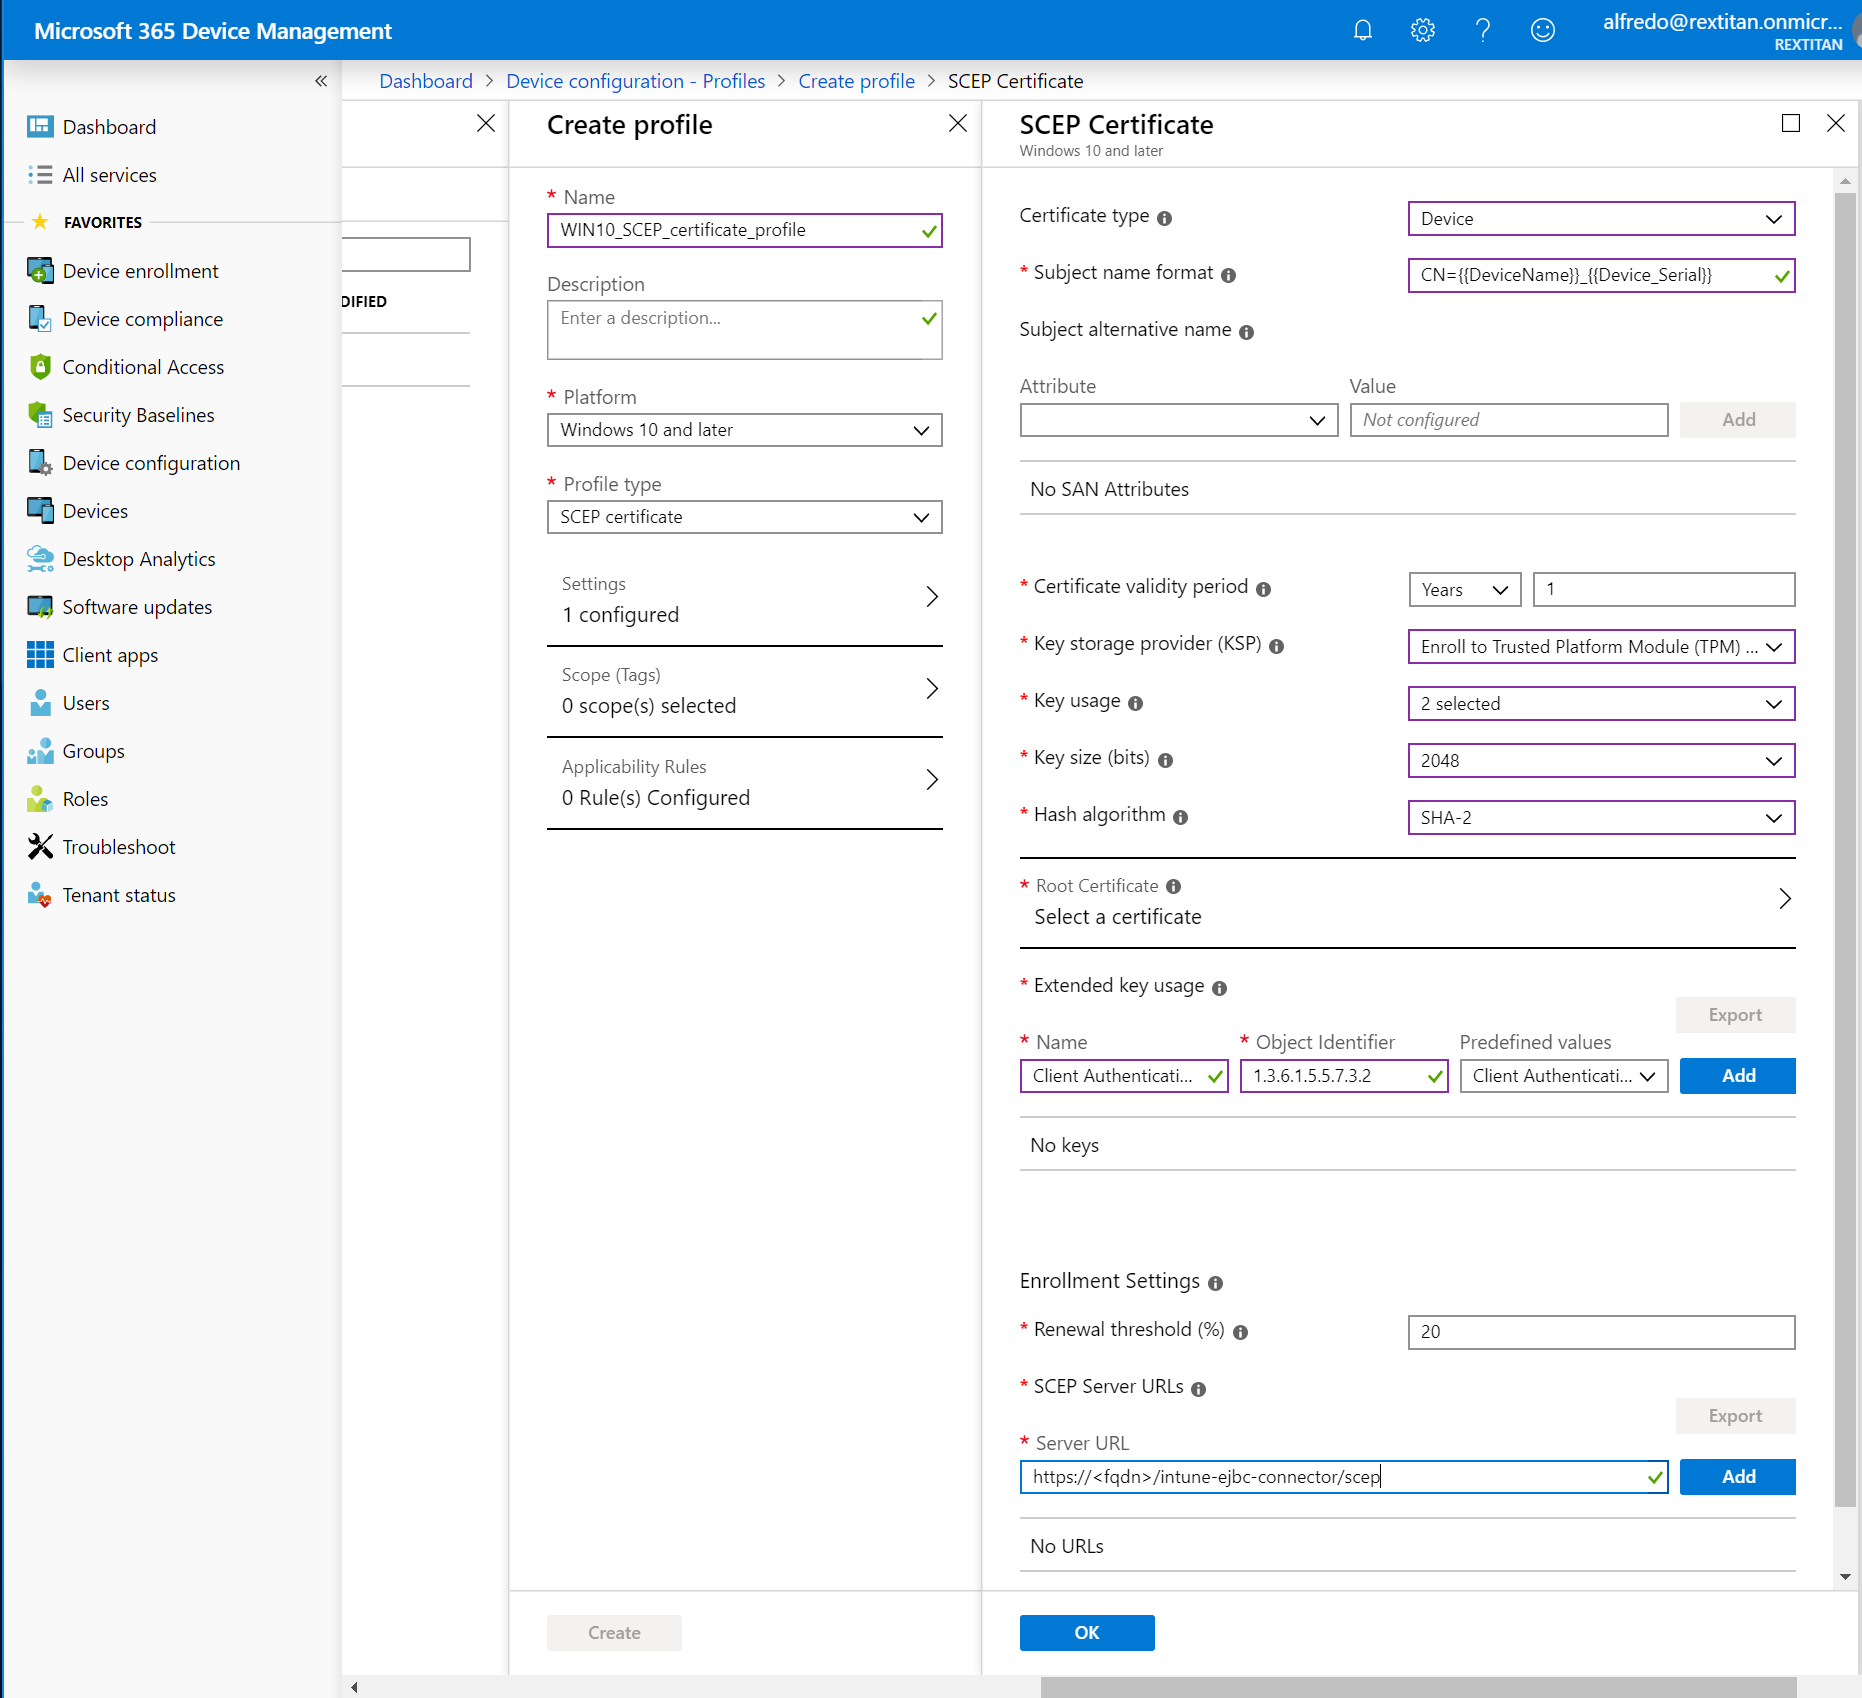 Microsoft 365 Device Management
alfredo@rextitan.onmicr...
REXTITAN
«
Dashboard > Device configuration - Profiles > Create profile > SCEP Certificate
Dashboard
All services
FAVORITES
Device enrollment
Device compliance
Conditional Access
Security Baselines
Device configuration
Devices
Desktop Analytics
Software updates
Client apps
Users
Groups
Roles
Troubleshoot
Tenant status
DIFIED
Create profile
* Name
WIN10_SCEP_certificate_profile
Description
Enter a description...
* Platform
Windows 10 and later
* Profile type
SCEP certificate
Settings
1 configured
Scope (Tags)
0 scope(s) selected
Applicability Rules
0 Rule(s) Configured
Create
SCEP Certificate
Windows 10 and later
Certificate type
Device
* Subject name format
CN={{DeviceName}}_{{Device_Serial}}
Subject alternative name
Attribute Value
Not configured Add
No SAN Attributes
* Certificate validity period
Years 1
* Key storage provider (KSP)
Enroll to Trusted Platform Module (TPM) ...
* Key usage
2 selected
* Key size (bits)
2048
* Hash algorithm
SHA-2
* Root Certificate
Select a certificate
* Extended key usage
Export
* Name * Object Identifier Predefined values
Client Authenticati... 1.3.6.1.5.5.7.3.2 Client Authenticati... Add
No keys
Enrollment Settings
* Renewal threshold (%)
20
* SCEP Server URLs
Export
* Server URL
https://<fqdn>/intune-ejbc-connector/scep Add
No URLs
OK